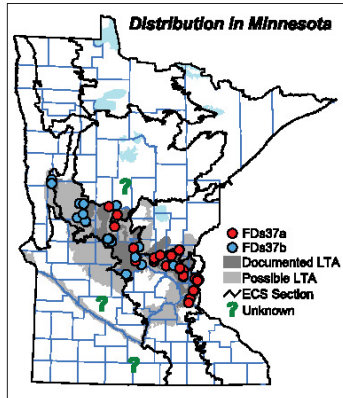 Distribution in Minnesota
?
?
?
FDs37a
FDs37b
Documented LTA
Possible LTA
ECS Section
? Unknown